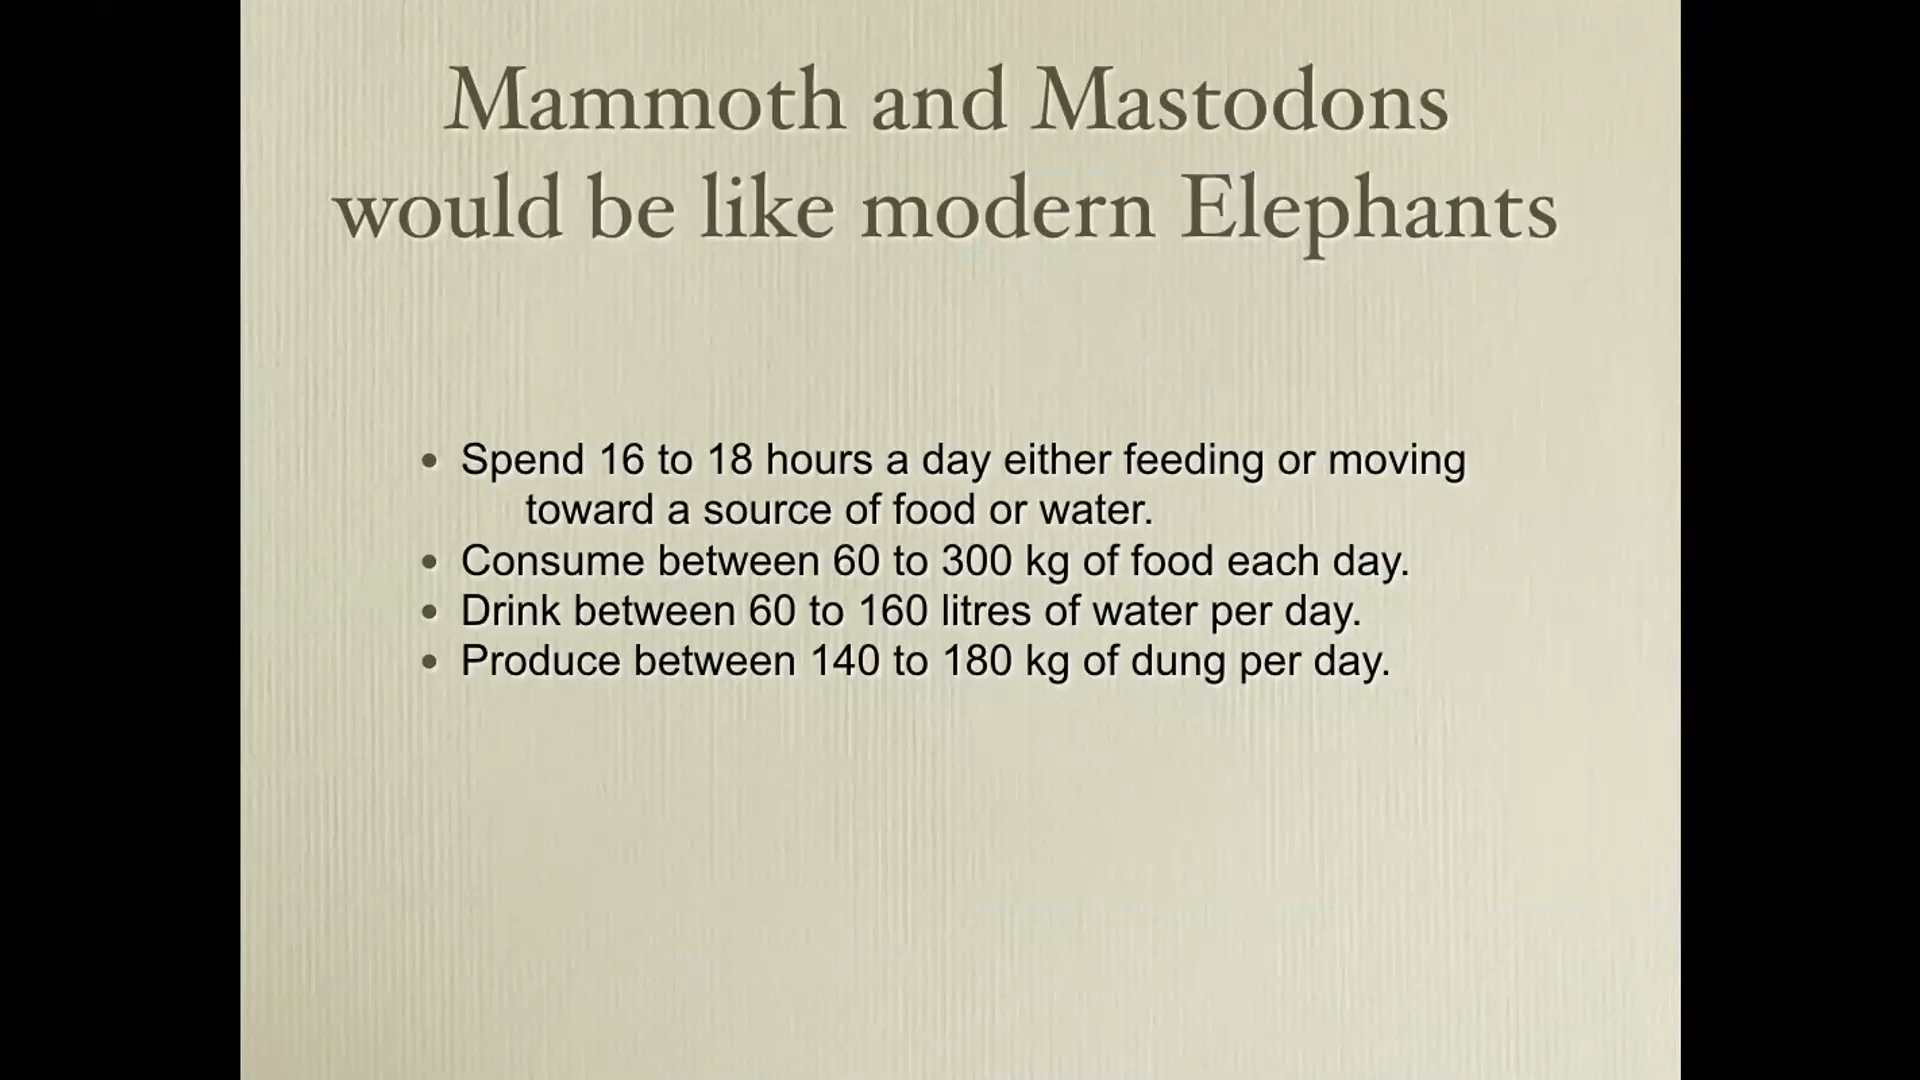 Mammoth and Mastodons
would be like modern Elephants
• Spend 16 to 18 hours a day either feeding or moving
toward a source of food or water.
• Consume between 60 to 300 kg of food each day.
• Drink between 60 to 160 litres of water per day.
• Produce between 140 to 180 kg of dung per day.